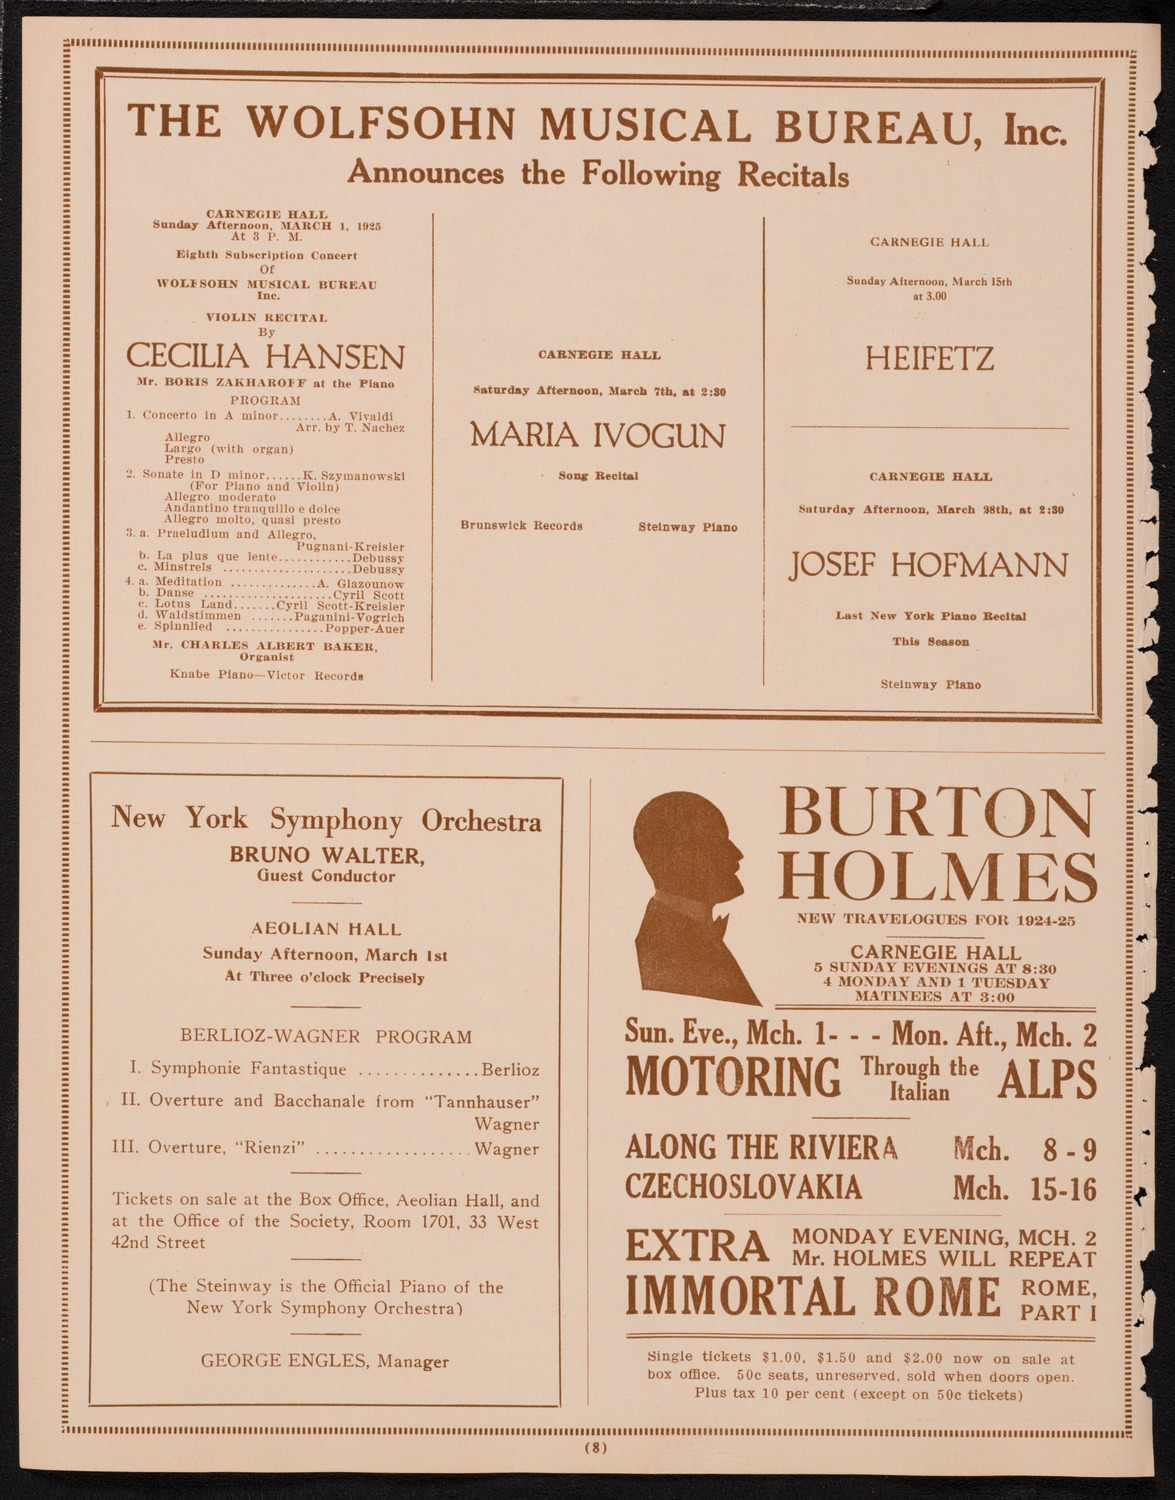 THE WOLFSOHN MUSICAL BUREAU, Inc.
Announces the Following Recitals
CARNEGIE HALL
Sunday Afternoon, MARCH 1, 1925
At 3 P. M.
Eighth Subscription Concert
Of
WOLFSOHN MUSICAL BUREAU
Inc.
VIOLIN RECITAL
By
CECILIA HANSEN
Mr. BORIS ZAKHAROFF at the Piano
PROGRAM
1. Concerto in A minor........A. Vivaldi
Arr. by T. Nachez
Allegro
Largo (with organ)
Presto
2. Sonate in D minor......K. Szymanowski
(For Piano and Violin)
Allegro moderato
Andantino tranquillo e dolce
Allegro molto, quasi presto
3. a. Praeludium and Allegro,
Pugnani-Kreisler
b. La plus que lente............Debussy
c. Minstrels .....................Debussy
4. a. Meditation ..............A. Glazounow
b. Danse .....................Cyril Scott
c. Lotus Land.......Cyril Scott-Kreisler
d. Waldstimmen .......Paganini-Vogrich
e. Spinnlied ................Popper-Auer
Mr. CHARLES ALBERT BAKER,
Organist
Knabe Piano—Victor Records
CARNEGIE HALL
Saturday Afternoon, March 7th, at 2:30
MARIA IVOGUN
Song Recital
Brunswick Records Steinway Piano
CARNEGIE HALL
Sunday Afternoon, March 15th
at 3.00
HEIFETZ
CARNEGIE HALL
Saturday Afternoon, March 28th, at 2:30
JOSEF HOFMANN
Last New York Piano Recital
This Season
Steinway Piano
New York Symphony Orchestra
BRUNO WALTER,
Guest Conductor
AEOLIAN HALL
Sunday Afternoon, March 1st
At Three o'clock Precisely
BERLIOZ-WAGNER PROGRAM
I. Symphonie Fantastique ..............Berlioz
II. Overture and Bacchanale from "Tannhauser"
Wagner
III. Overture, "Rienzi" ..................Wagner
Tickets on sale at the Box Office, Aeolian Hall, and
at the Office of the Society, Room 1701, 33 West
42nd Street
(The Steinway is the Official Piano of the
New York Symphony Orchestra)
GEORGE ENGLES, Manager
BURTON
HOLMES
NEW TRAVELOGUES FOR 1924-25
CARNEGIE HALL
5 SUNDAY EVENINGS AT 8:30
4 MONDAY AND 1 TUESDAY
MATINEES AT 3:00
Sun. Eve., Mch. 1- - - Mon. Aft., Mch. 2
MOTORING Through the Italian ALPS
ALONG THE RIVIERA Mch. 8 - 9
CZECHOSLOVAKIA Mch. 15-16
EXTRA MONDAY EVENING, MCH. 2
Mr. HOLMES WILL REPEAT
IMMORTAL ROME ROME,
PART I
Single tickets $1.00, $1.50 and $2.00 now on sale at
box office. 50c seats, unreserved, sold when doors open.
Plus tax 10 per cent (except on 50c tickets)
(8)